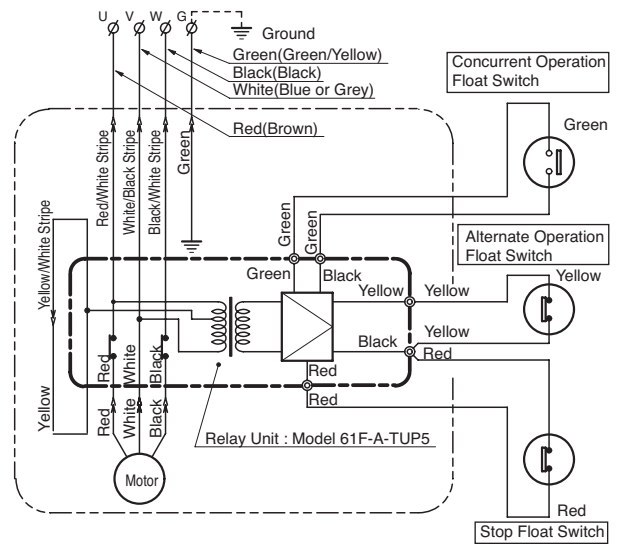 U V W G
Ground
Green(Green/Yellow)
Black(Black)
White(Blue or Grey)
Red(Brown)
Concurrent Operation
Float Switch
Green
Red/White Stripe
White/Black Stripe
Black/White Stripe
Green
Yellow/White Stripe
Green
Green
Alternate Operation
Float Switch
Yellow
Green
Black
Yellow
Yellow
Yellow
Black
Red
Red
White
Black
Red
Red
Yellow
Red
White
Black
Relay Unit : Model 61F-A-TUP5
Motor
Red
Stop Float Switch